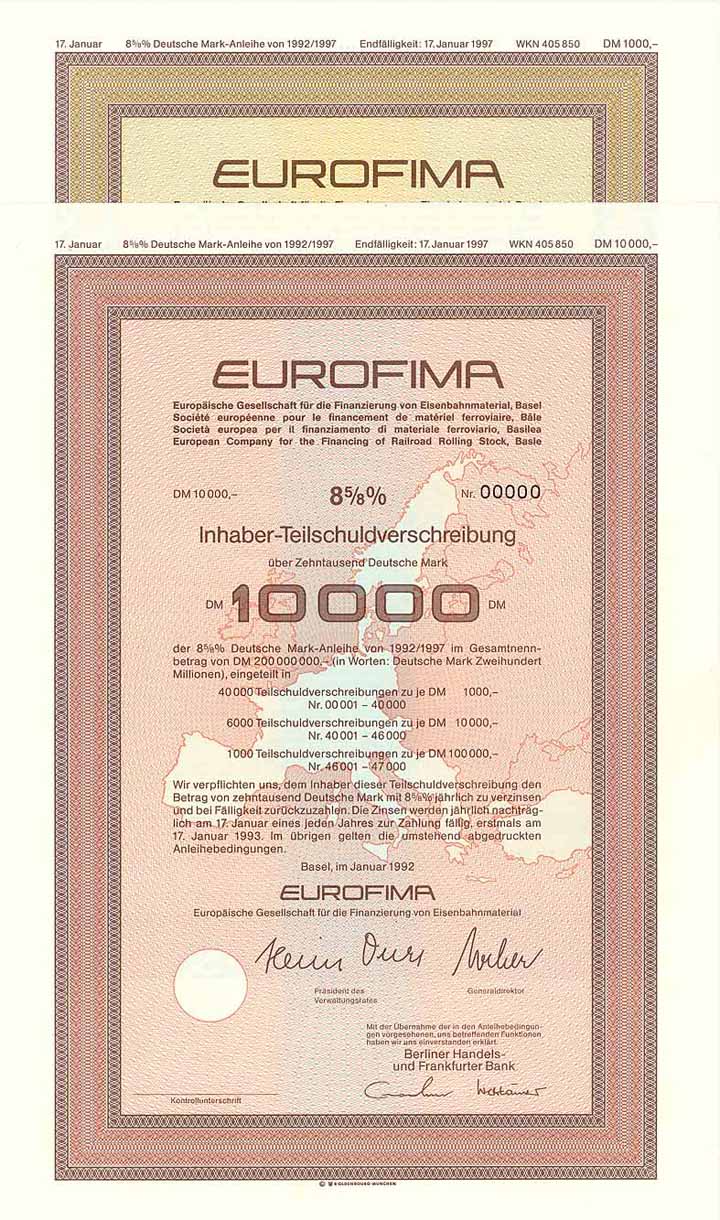 17. Januar 8⅝% Deutsche Mark-Anleihe von 1992/1997 Endfälligkeit: 17. Januar 1997 WKN 405 850 DM 1000,–
EUROFIMA
17. Januar 8⅝% Deutsche Mark-Anleihe von 1992/1997 Endfälligkeit: 17. Januar 1997 WKN 405 850 DM 10 000,–
EUROFIMA
Europäische Gesellschaft für die Finanzierung von Eisenbahnmaterial, Basel
Société européenne pour le financement de matériel ferroviaire, Bâle
Società europea per il finanziamento di materiale ferroviario, Basilea
European Company for the Financing of Railroad Rolling Stock, Basle
DM 10 000,– 8⅝% Nr. 00000
Inhaber-Teilschuldverschreibung
über Zehntausend Deutsche Mark
DM 10 000 DM
der 8⅝% Deutsche Mark-Anleihe von 1992/1997 im Gesamtnenn-
betrag von DM 200 000 000,– (in Worten: Deutsche Mark Zweihundert
Millionen), eingeteilt in
40 000 Teilschuldverschreibungen zu je DM 1000,–
Nr. 00 001 – 40 000
6000 Teilschuldverschreibungen zu je DM 10 000,–
Nr. 40 001 – 46 000
1000 Teilschuldverschreibungen zu je DM 100 000,–
Nr. 46 001 – 47 000
Wir verpflichten uns, dem Inhaber dieser Teilschuldverschreibung den
Betrag von zehntausend Deutsche Mark mit 8⅝% jährlich zu verzinsen
und bei Fälligkeit zurückzuzahlen. Die Zinsen werden jährlich nachträg-
lich am 17. Januar eines jeden Jahres zur Zahlung fällig, erstmals am
17. Januar 1993. Im übrigen gelten die umstehend abgedruckten
Anleihebedingungen.
Basel, im Januar 1992
EUROFIMA
Europäische Gesellschaft für die Finanzierung von Eisenbahnmaterial
Präsident des Generaldirektor
Verwaltungsrates
Mit der Übernahme der in den Anleihebedingun-
gen vorgesehenen, uns betreffenden Funktionen
haben wir uns einverstanden erklärt.
Berliner Handels-
und Frankfurter Bank
Kontrollunterschrift
© R. OLDENBOURG · MÜNCHEN